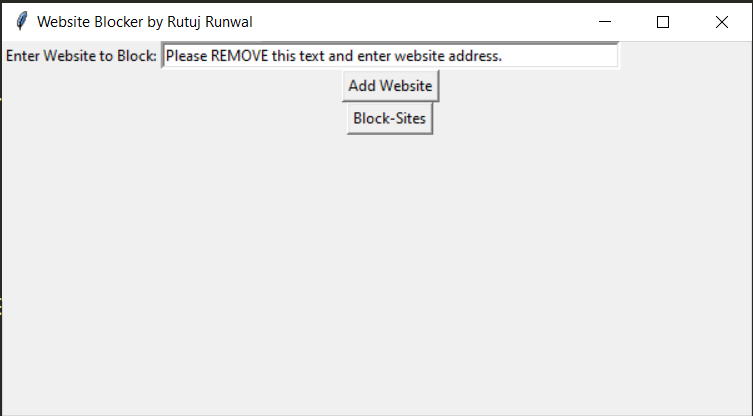 Website Blocker by Rutuj Runwal
Enter Website to Block: Please REMOVE this text and enter website address.
Add Website
Block-Sites